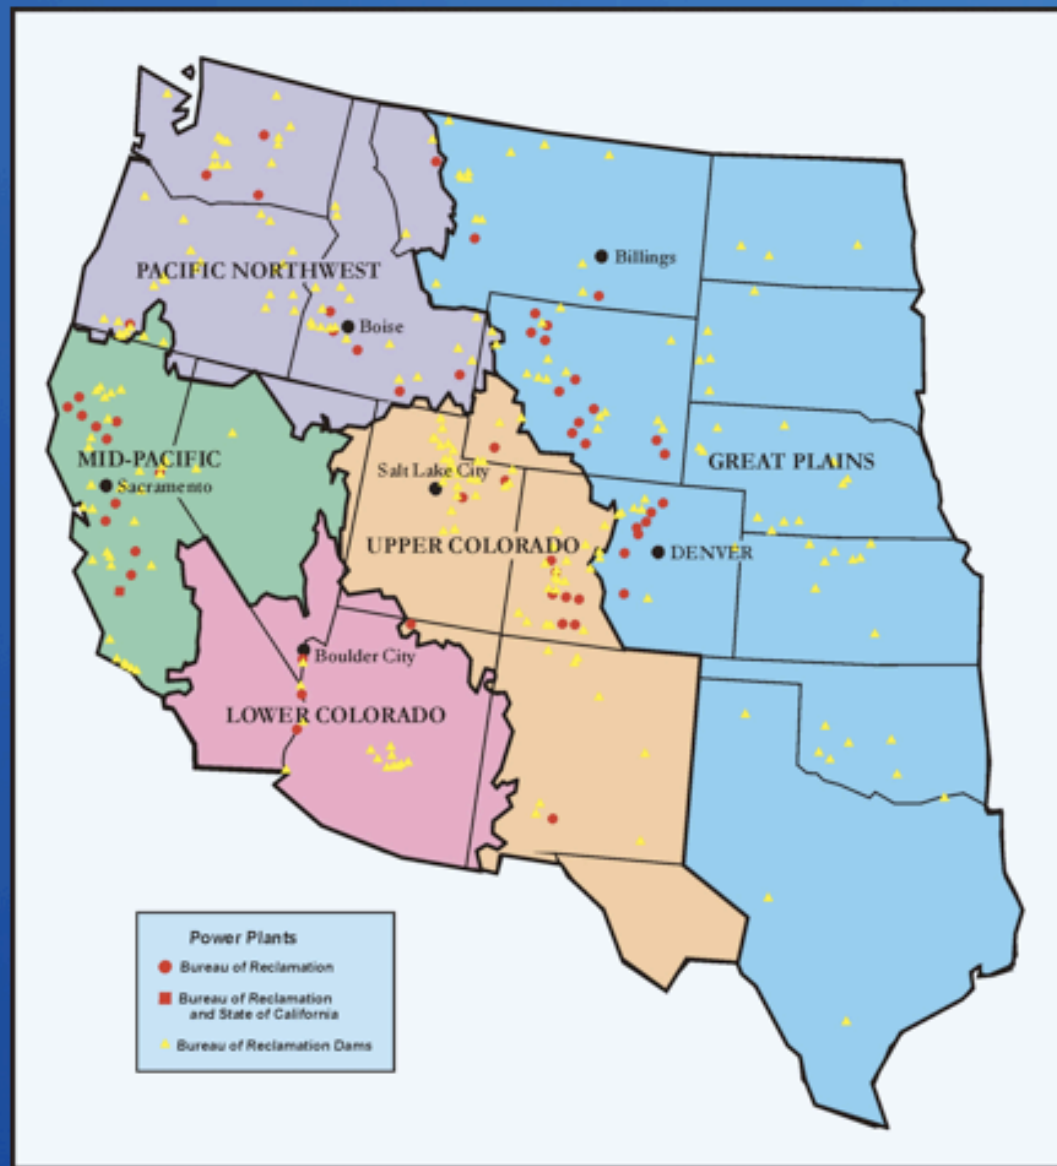 Billings
PACIFIC NORTHWEST
Boise
MID-PACIFIC
Sacramento
Salt Lake City
GREAT PLAINS
UPPER COLORADO
DENVER
Boulder City
LOWER COLORADO
Power Plants
Bureau of Reclamation
Bureau of Reclamation
and State of California
Bureau of Reclamation Dams